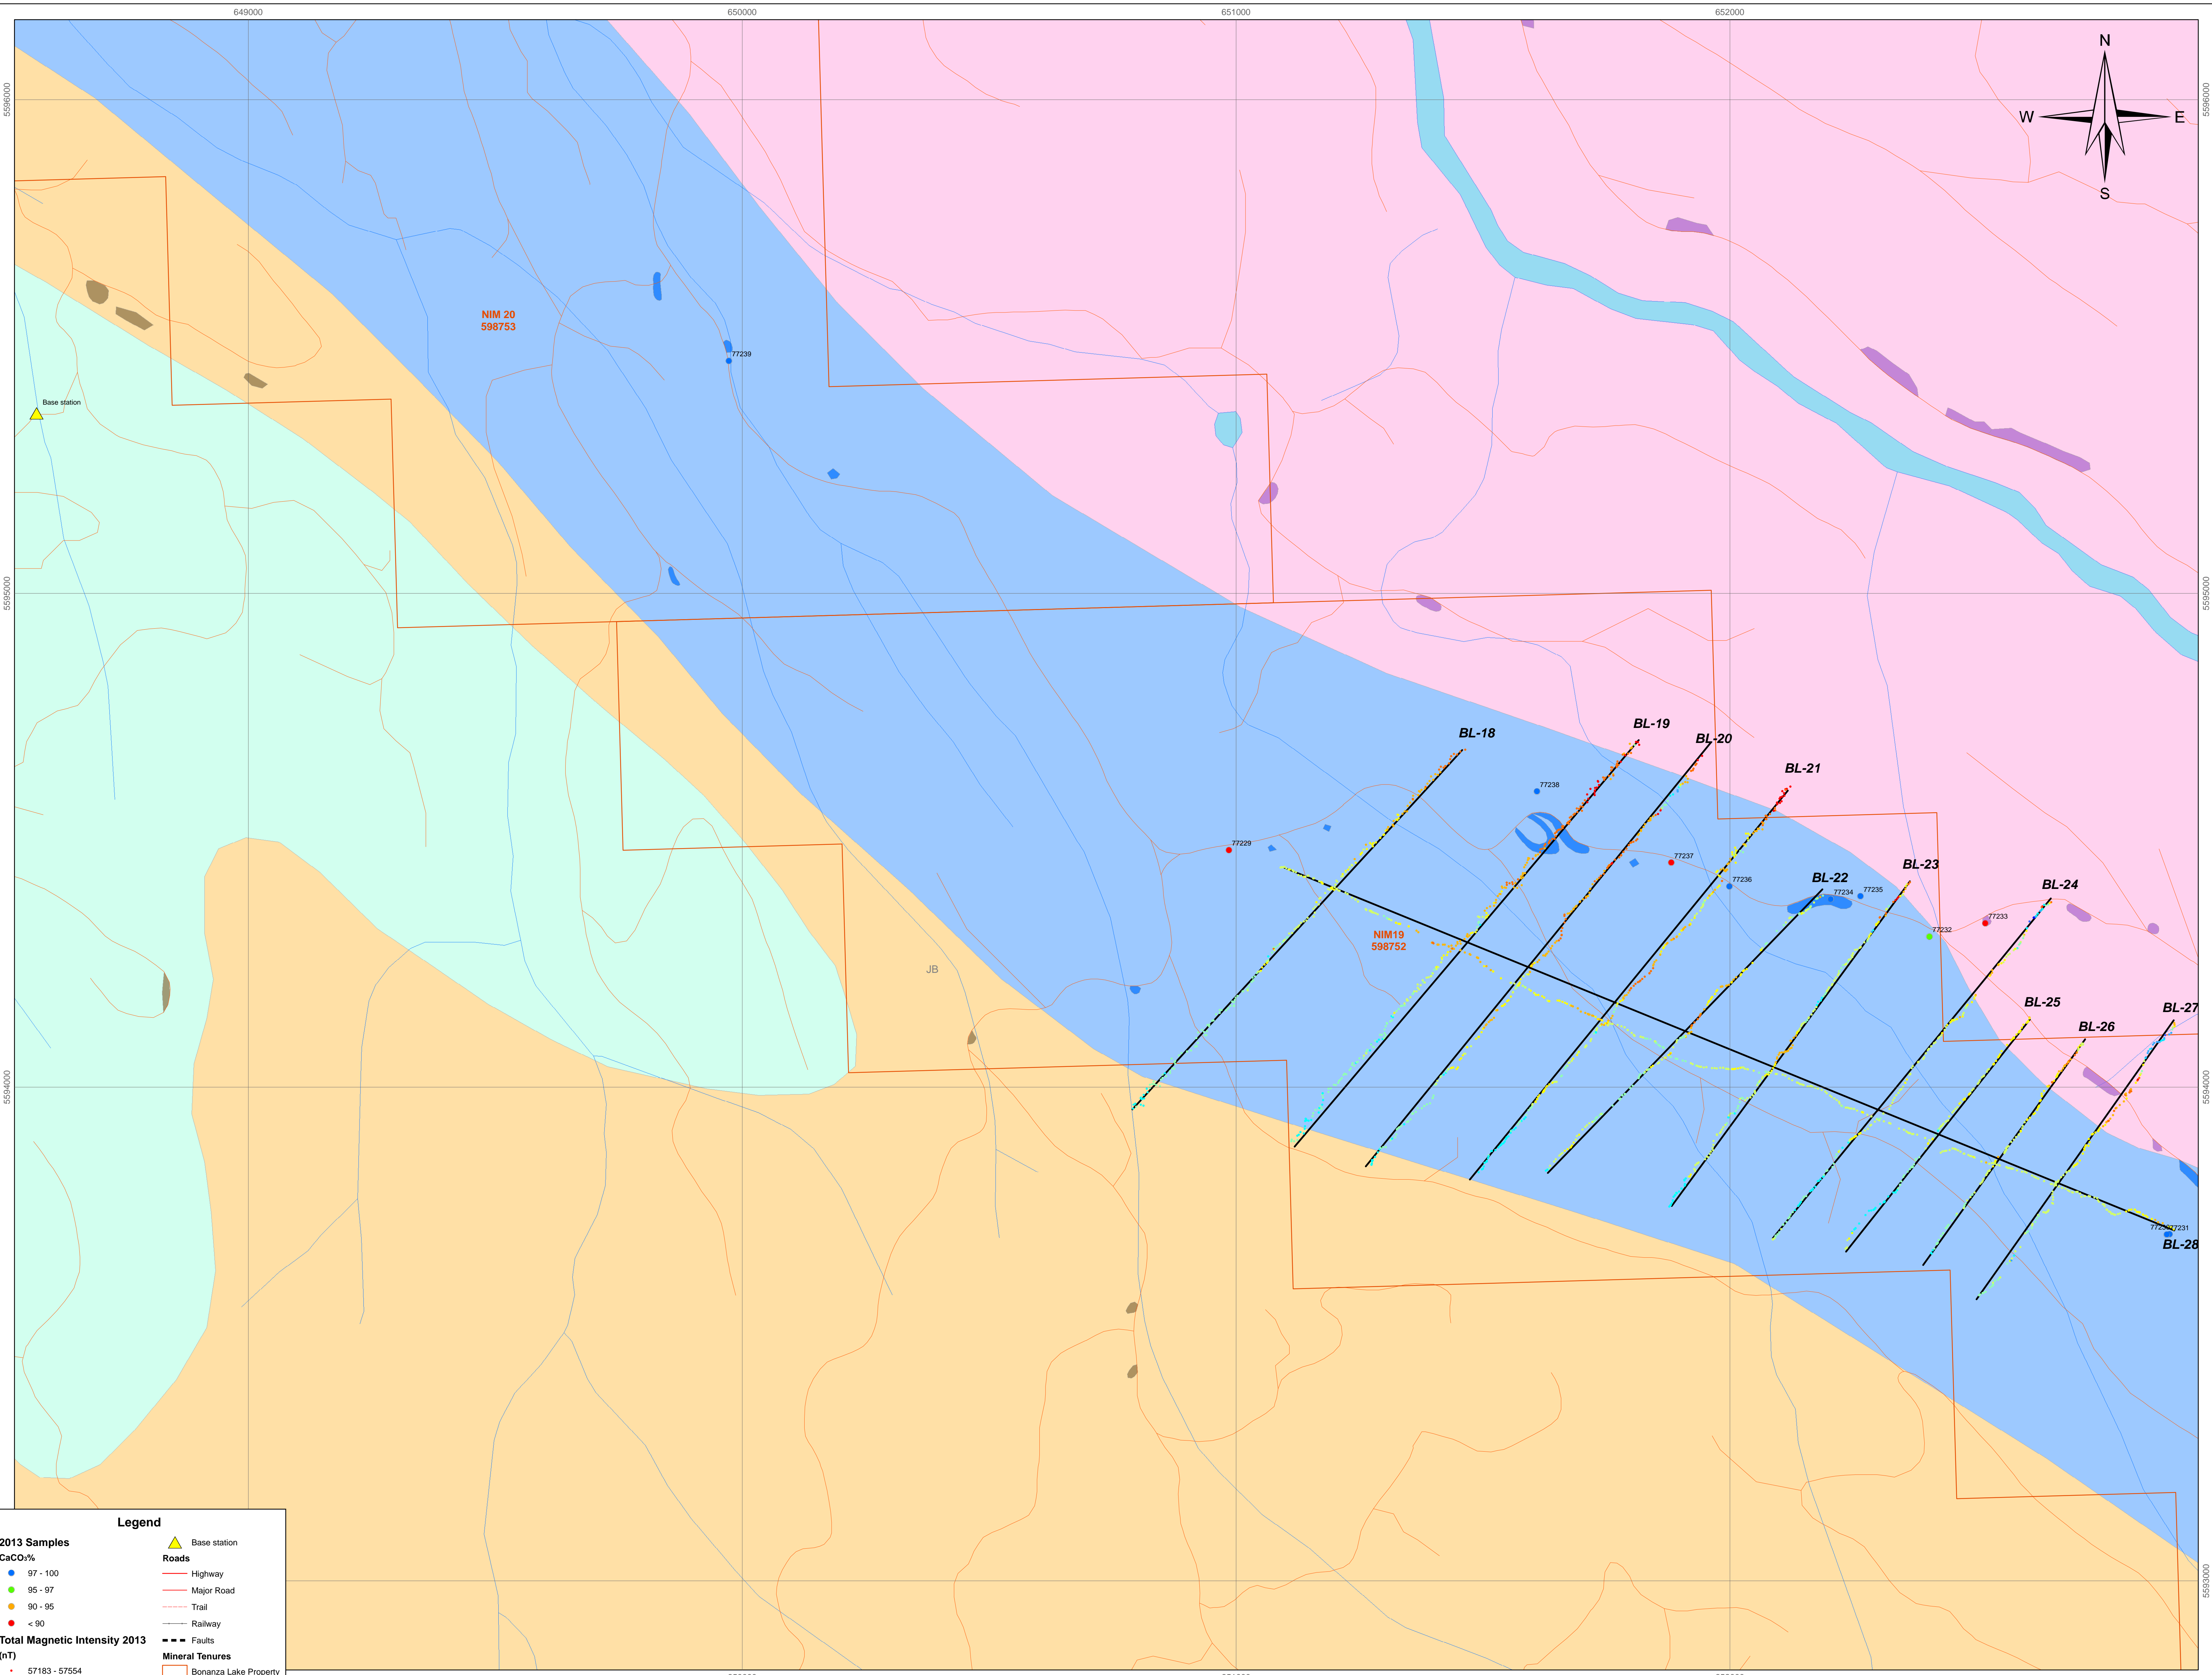 649000
650000
651000
652000
5596000
5596000
N
W
E
S
NIM 20
598753
77239
Base station
5595000
5595000
BL-18
BL-19
BL-20
BL-21
77238
77229
77237
77236
BL-22
77234
77235
BL-23
BL-24
77233
77232
NIM19
598752
JB
BL-25
BL-26
BL-27
5594000
5594000
77231
BL-28
5593000
Legend
2013 Samples
CaCO₃%
97 - 100
95 - 97
90 - 95
< 90
Total Magnetic Intensity 2013
(nT)
57183 - 57554
Base station
Roads
Highway
Major Road
Trail
Railway
Faults
Mineral Tenures
Bonanza Lake Property